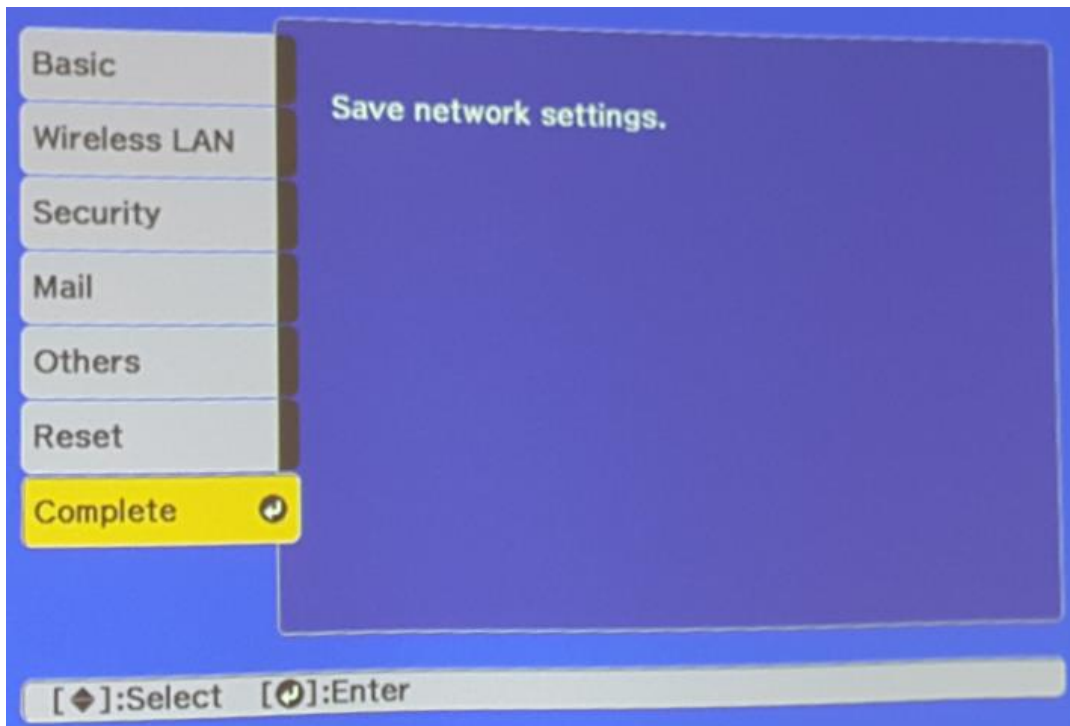 Basic
Wireless LAN
Security
Mail
Others
Reset
Complete
Save network settings.
[◆]:Select [⏎]:Enter